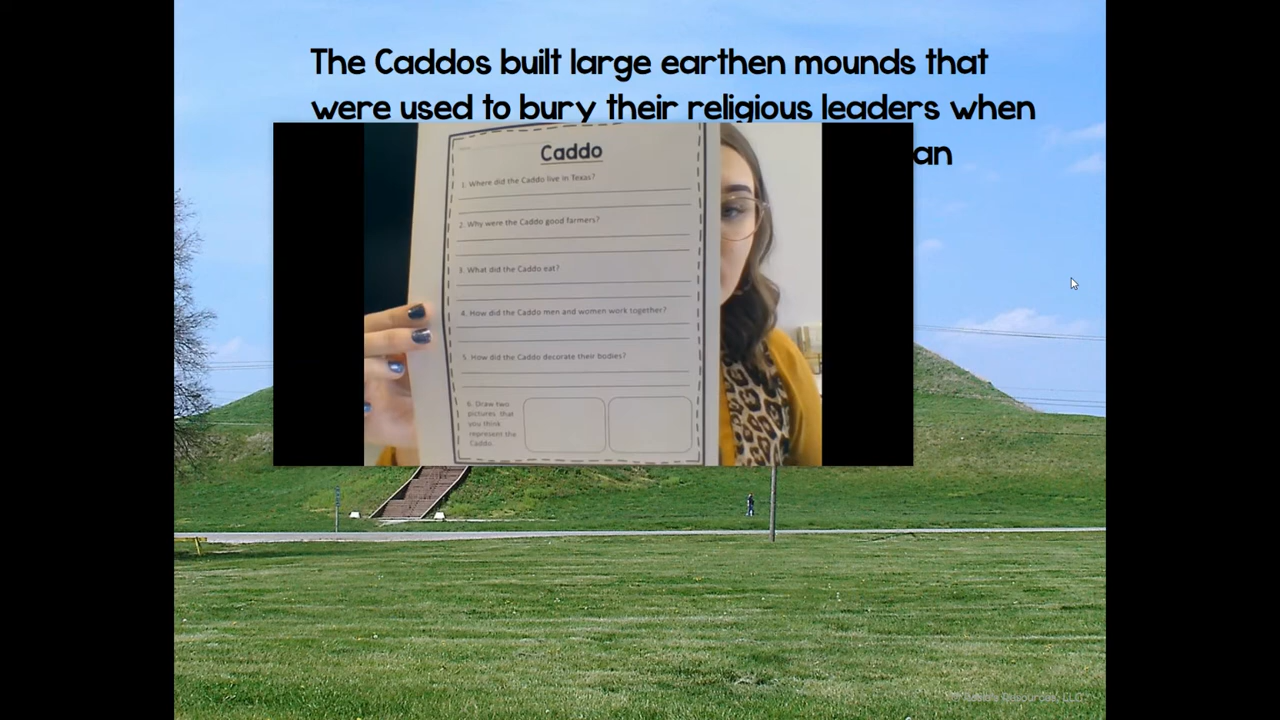 The Caddos built large earthen mounds that
were used to bury their religious leaders when
an
Caddo
1. Where did the Caddo live in Texas?
2. Why were the Caddo good farmers?
3. What did the Caddo eat?
4. How did the Caddo men and women work together?
5. How did the Caddo decorate their bodies?
6. Draw two
pictures that
you think
represent the
Caddo.
Resources, LLC